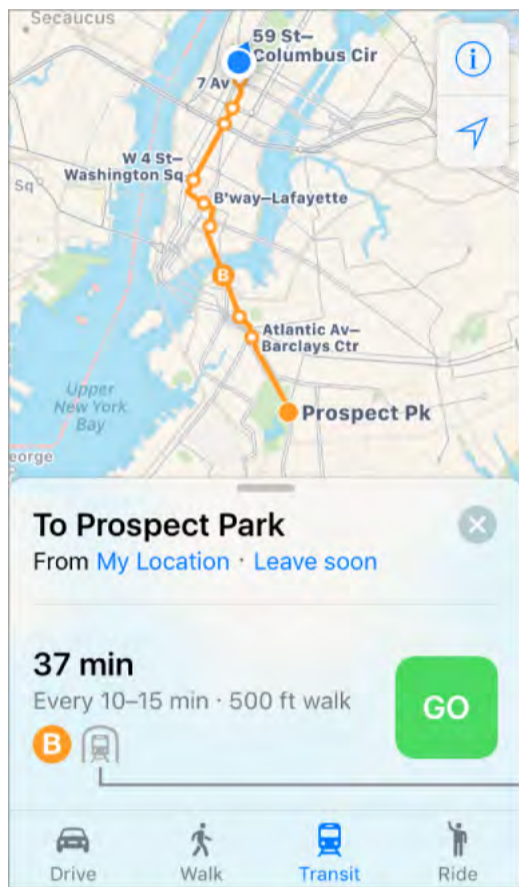 Secaucus
59 St–
Columbus Cir
7 Av
W 4 St–
Washington Sq
Sq
B'way–Lafayette
B
Atlantic Av–
Barclays Ctr
Upper
New York
Bay
Prospect Pk
eorge
To Prospect Park
From My Location · Leave soon
37 min
Every 10–15 min · 500 ft walk
GO
B
Drive Walk Transit Ride